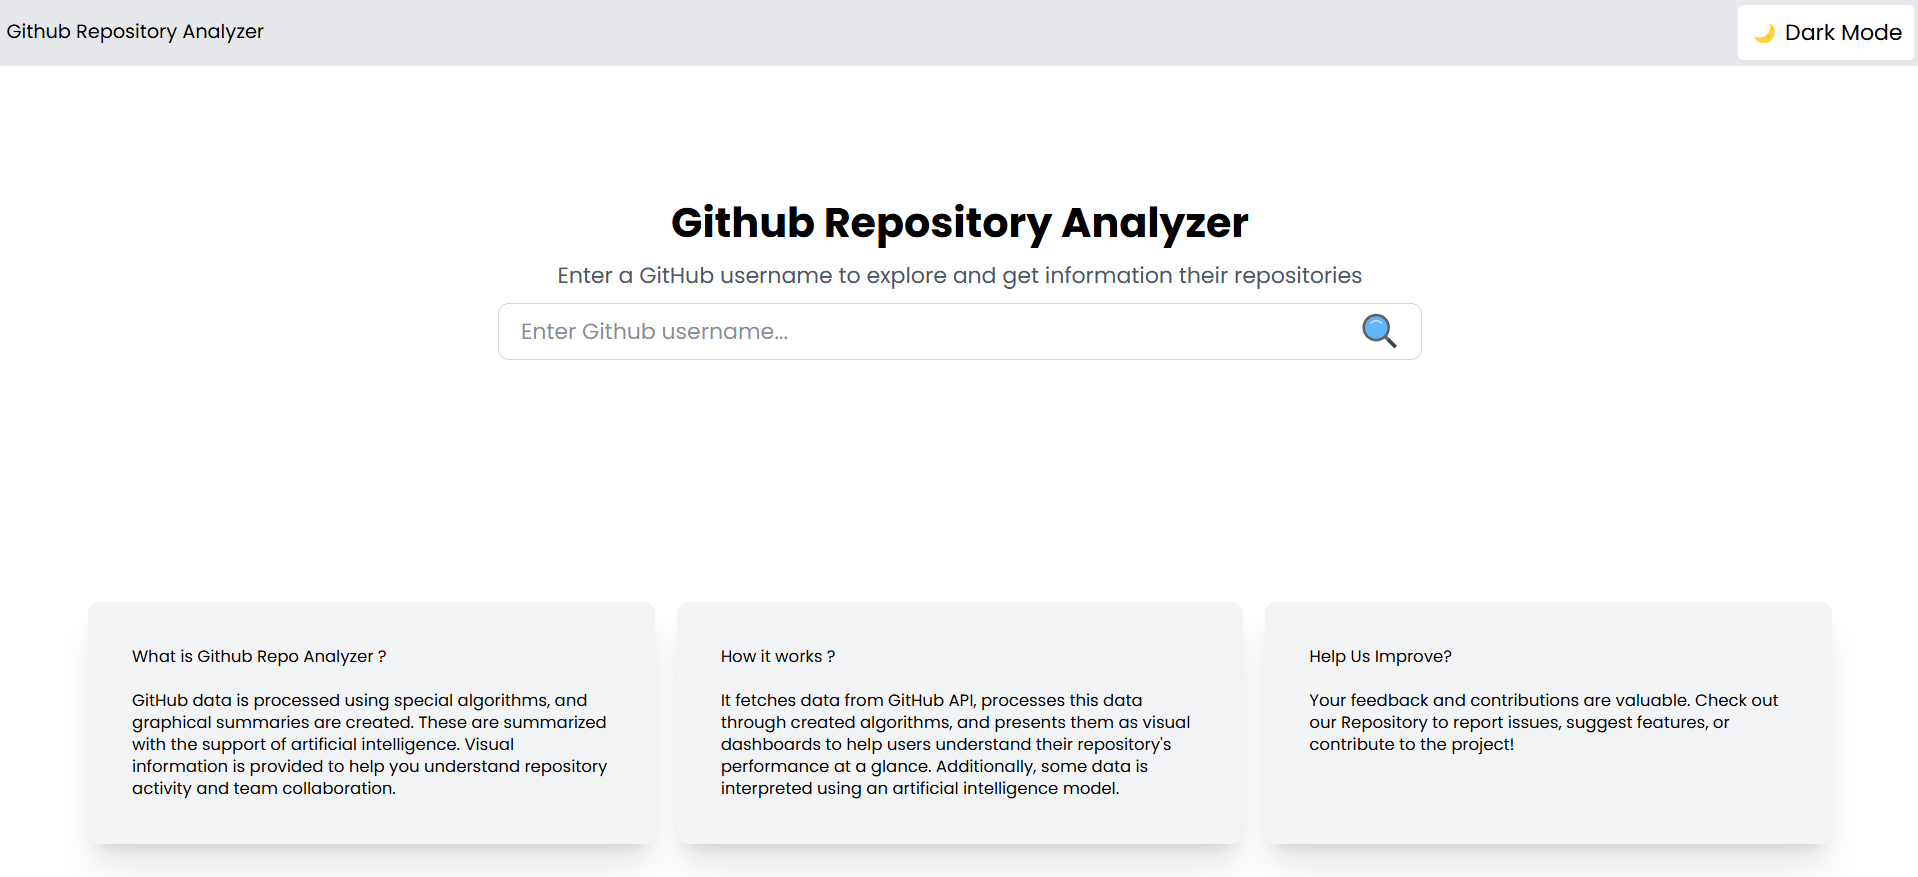 Github Repository Analyzer
🌙 Dark Mode
Github Repository Analyzer
Enter a GitHub username to explore and get information their repositories
Enter Github username...
What is Github Repo Analyzer ?
GitHub data is processed using special algorithms, and
graphical summaries are created. These are summarized
with the support of artificial intelligence. Visual
information is provided to help you understand repository
activity and team collaboration.
How it works ?
It fetches data from GitHub API, processes this data
through created algorithms, and presents them as visual
dashboards to help users understand their repository's
performance at a glance. Additionally, some data is
interpreted using an artificial intelligence model.
Help Us Improve?
Your feedback and contributions are valuable. Check out
our Repository to report issues, suggest features, or
contribute to the project!